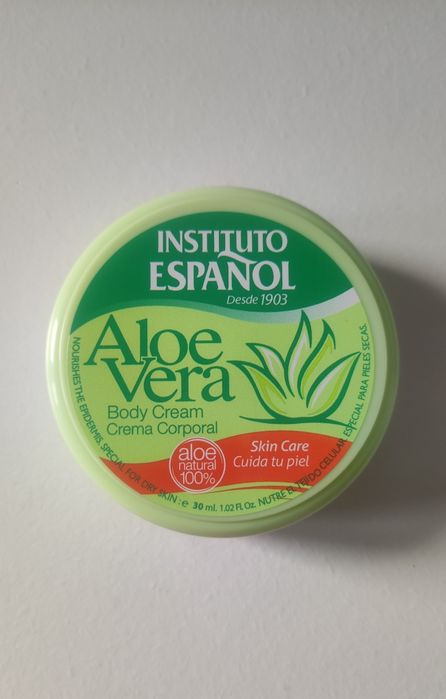 INSTITUTO
ESPAÑOL
Desde 1903
Aloe
Vera
Body Cream
Crema Corporal
aloe
natural
100%
Skin Care
Cuida tu piel
NOURISHES THE EPIDERMIS. SPECIAL FOR DRY SKIN · e 30 ml. 1.02 Fl. Oz. NUTRE EL TEJIDO CELULAR. ESPECIAL PARA PIELES SECAS.